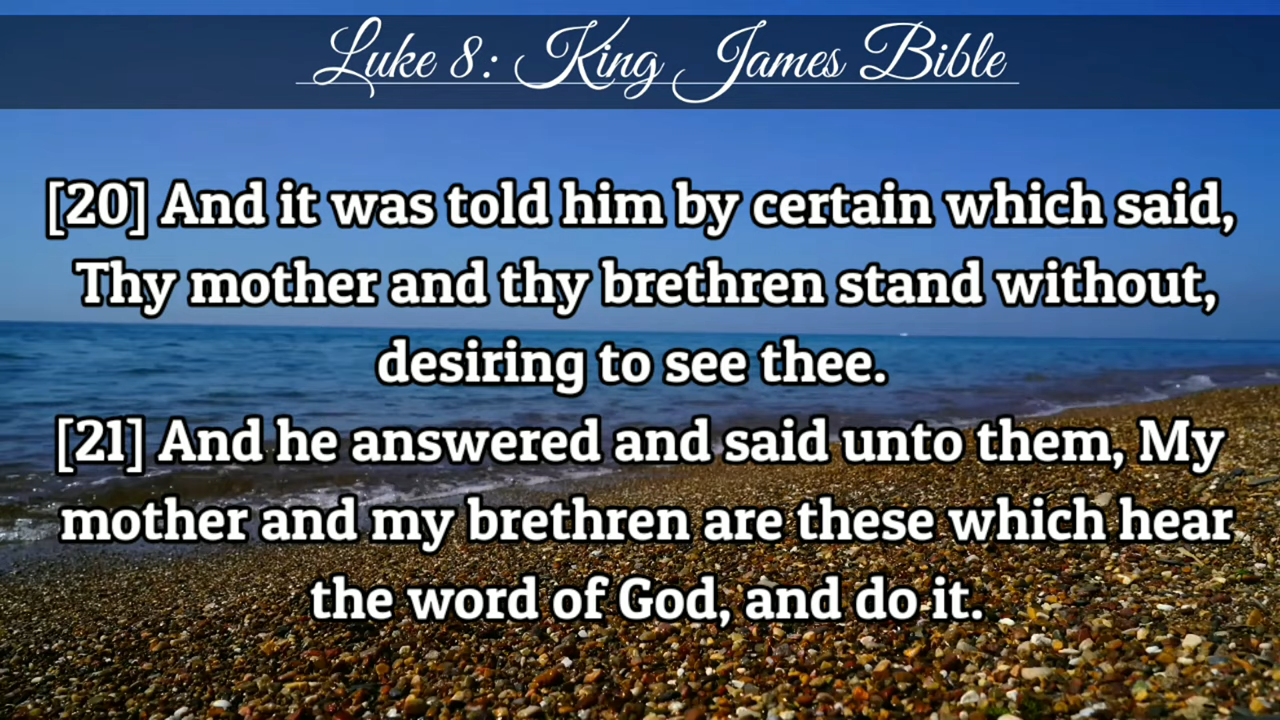 Luke 8: King James Bible
[20] And it was told him by certain which said,
Thy mother and thy brethren stand without,
desiring to see thee.
[21] And he answered and said unto them, My
mother and my brethren are these which hear
the word of God, and do it.